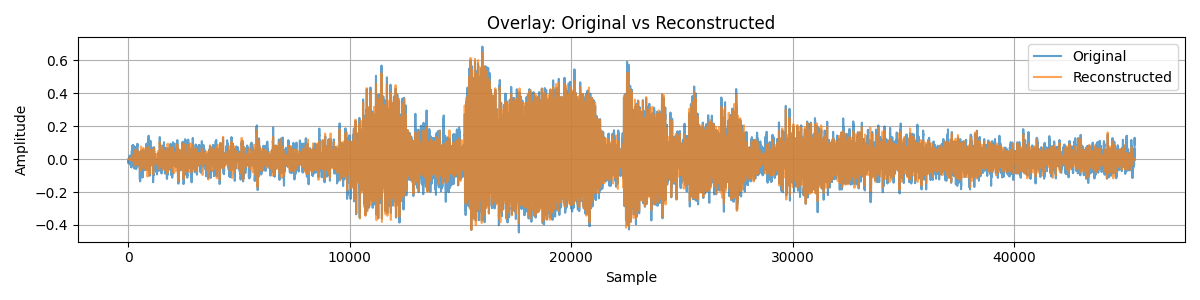 Overlay: Original vs Reconstructed
Original
Reconstructed
Amplitude
0.6
0.4
0.2
0.0
−0.2
−0.4
0 10000 20000 30000 40000
Sample